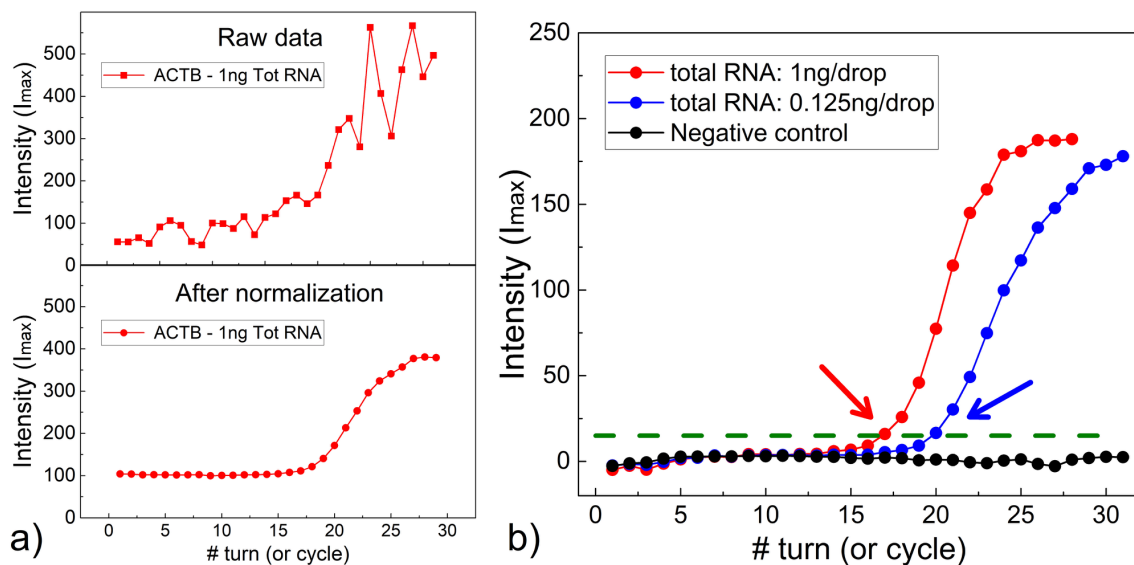 Raw data
ACTB - 1ng Tot RNA
Intensity (Imax)
500
400
300
200
100
0
After normalization
ACTB - 1ng Tot RNA
Intensity (Imax)
500
400
300
200
100
0
0 5 10 15 20 25 30
# turn (or cycle)
a)
total RNA: 1ng/drop
total RNA: 0.125ng/drop
Negative control
Intensity (Imax)
250
200
150
100
50
0
0 5 10 15 20 25 30
# turn (or cycle)
b)